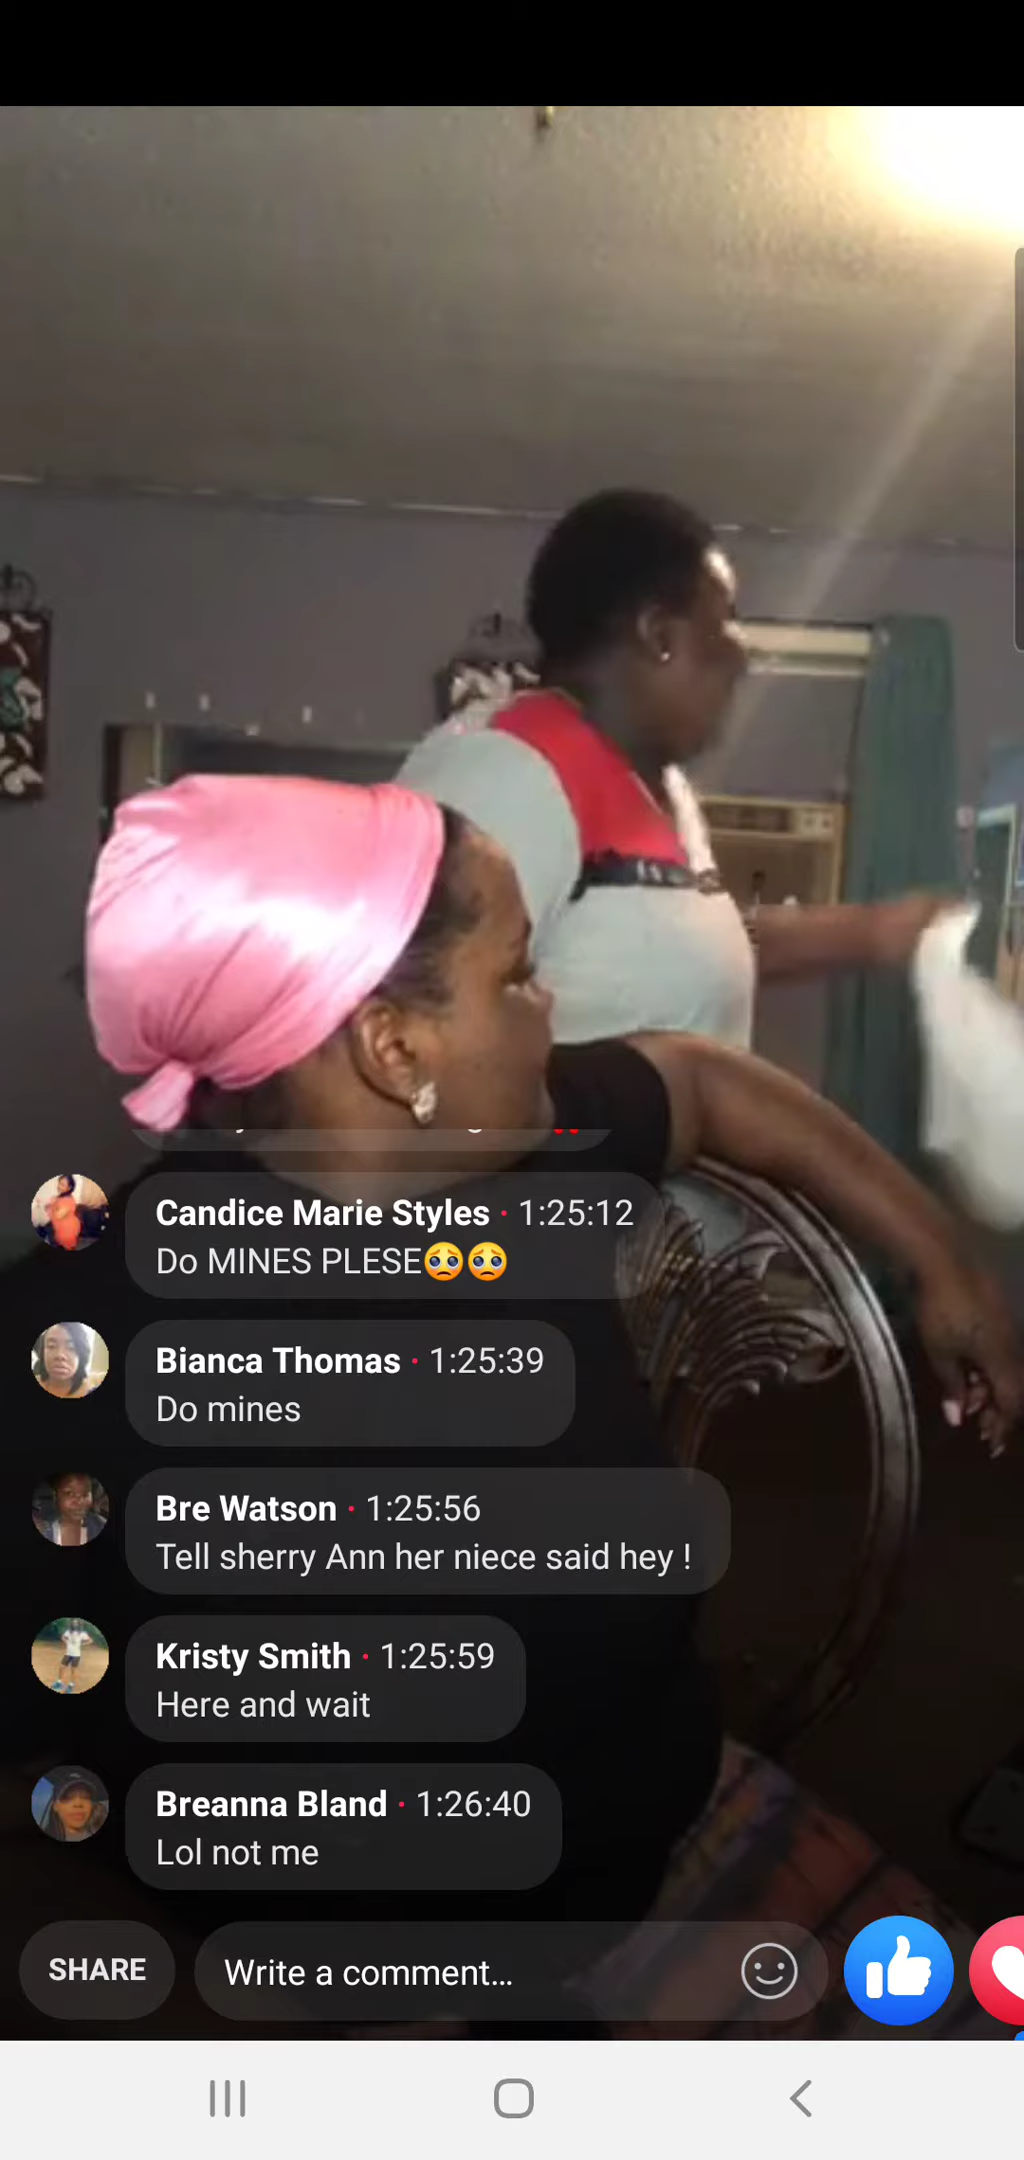 Candice Marie Styles · 1:25:12
Do MINES PLESE🥺🥺
Bianca Thomas · 1:25:39
Do mines
Bre Watson · 1:25:56
Tell sherry Ann her niece said hey !
Kristy Smith · 1:25:59
Here and wait
Breanna Bland · 1:26:40
Lol not me
SHARE
Write a comment...